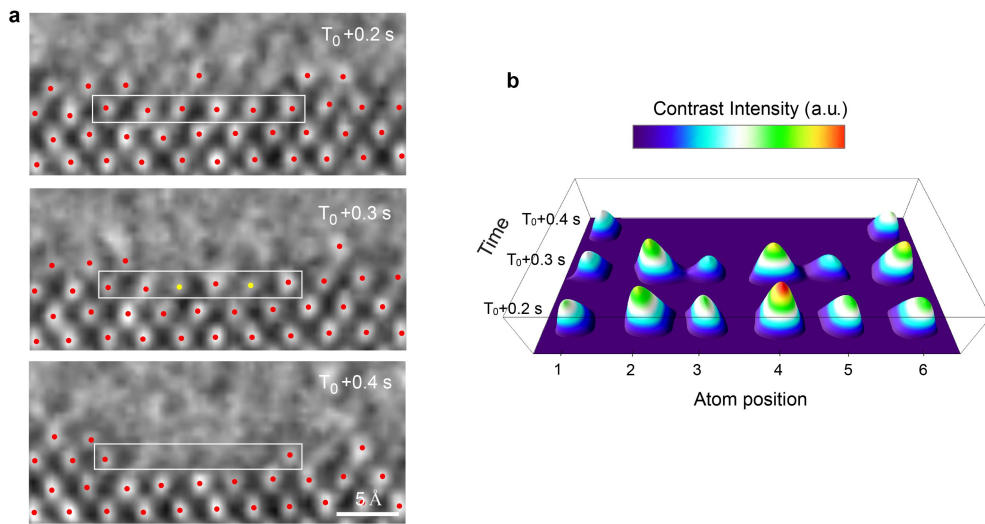 a
T0+0.2 s
T0+0.3 s
T0+0.4 s
5 Å
b
Contrast Intensity (a.u.)
Time
T0+0.4 s
T0+0.3 s
T0+0.2 s
1 2 3 4 5 6
Atom position